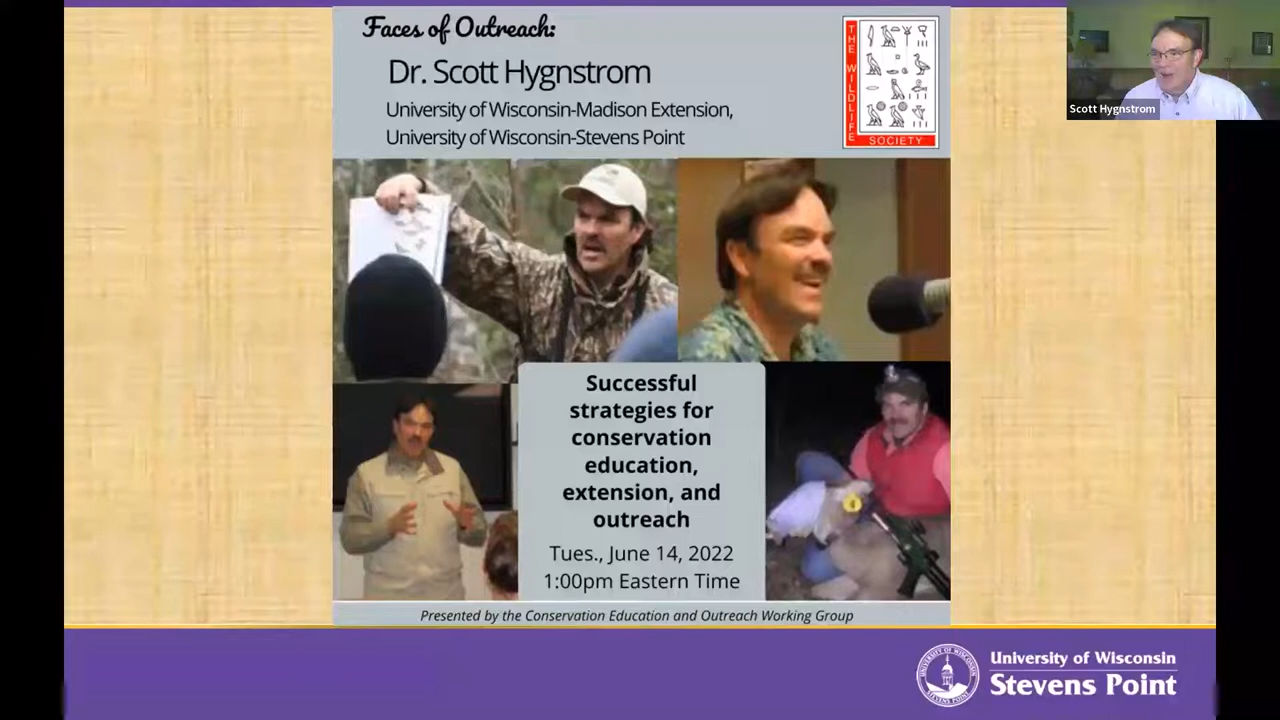 Faces of Outreach:
Dr. Scott Hygnstrom
University of Wisconsin-Madison Extension,
University of Wisconsin-Stevens Point
THE WILDLIFE
SOCIETY
Scott Hygnstrom
Successful
strategies for
conservation
education,
extension, and
outreach
Tues., June 14, 2022
1:00pm Eastern Time
Presented by the Conservation Education and Outreach Working Group
University of Wisconsin
Stevens Point